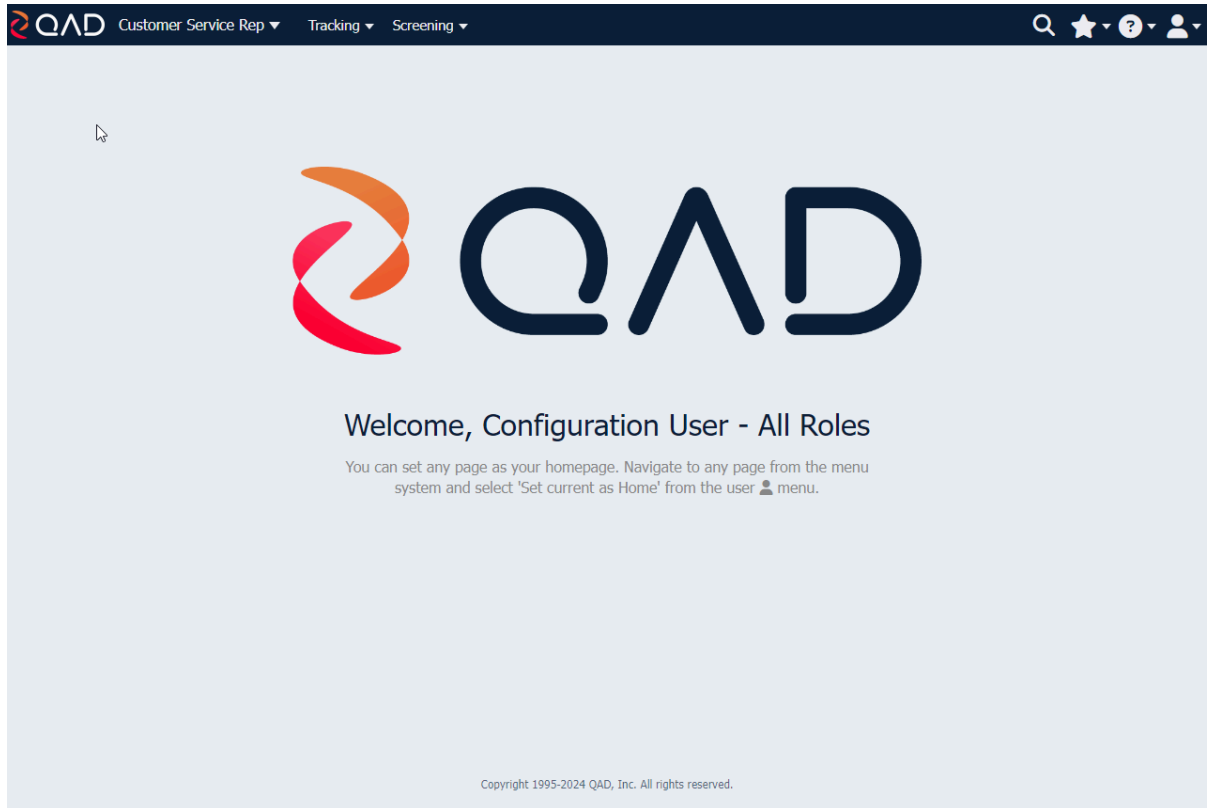 QAD Customer Service Rep Tracking Screening
QAD
Welcome, Configuration User - All Roles
You can set any page as your homepage. Navigate to any page from the menu
system and select 'Set current as Home' from the user menu.
Copyright 1995-2024 QAD, Inc. All rights reserved.